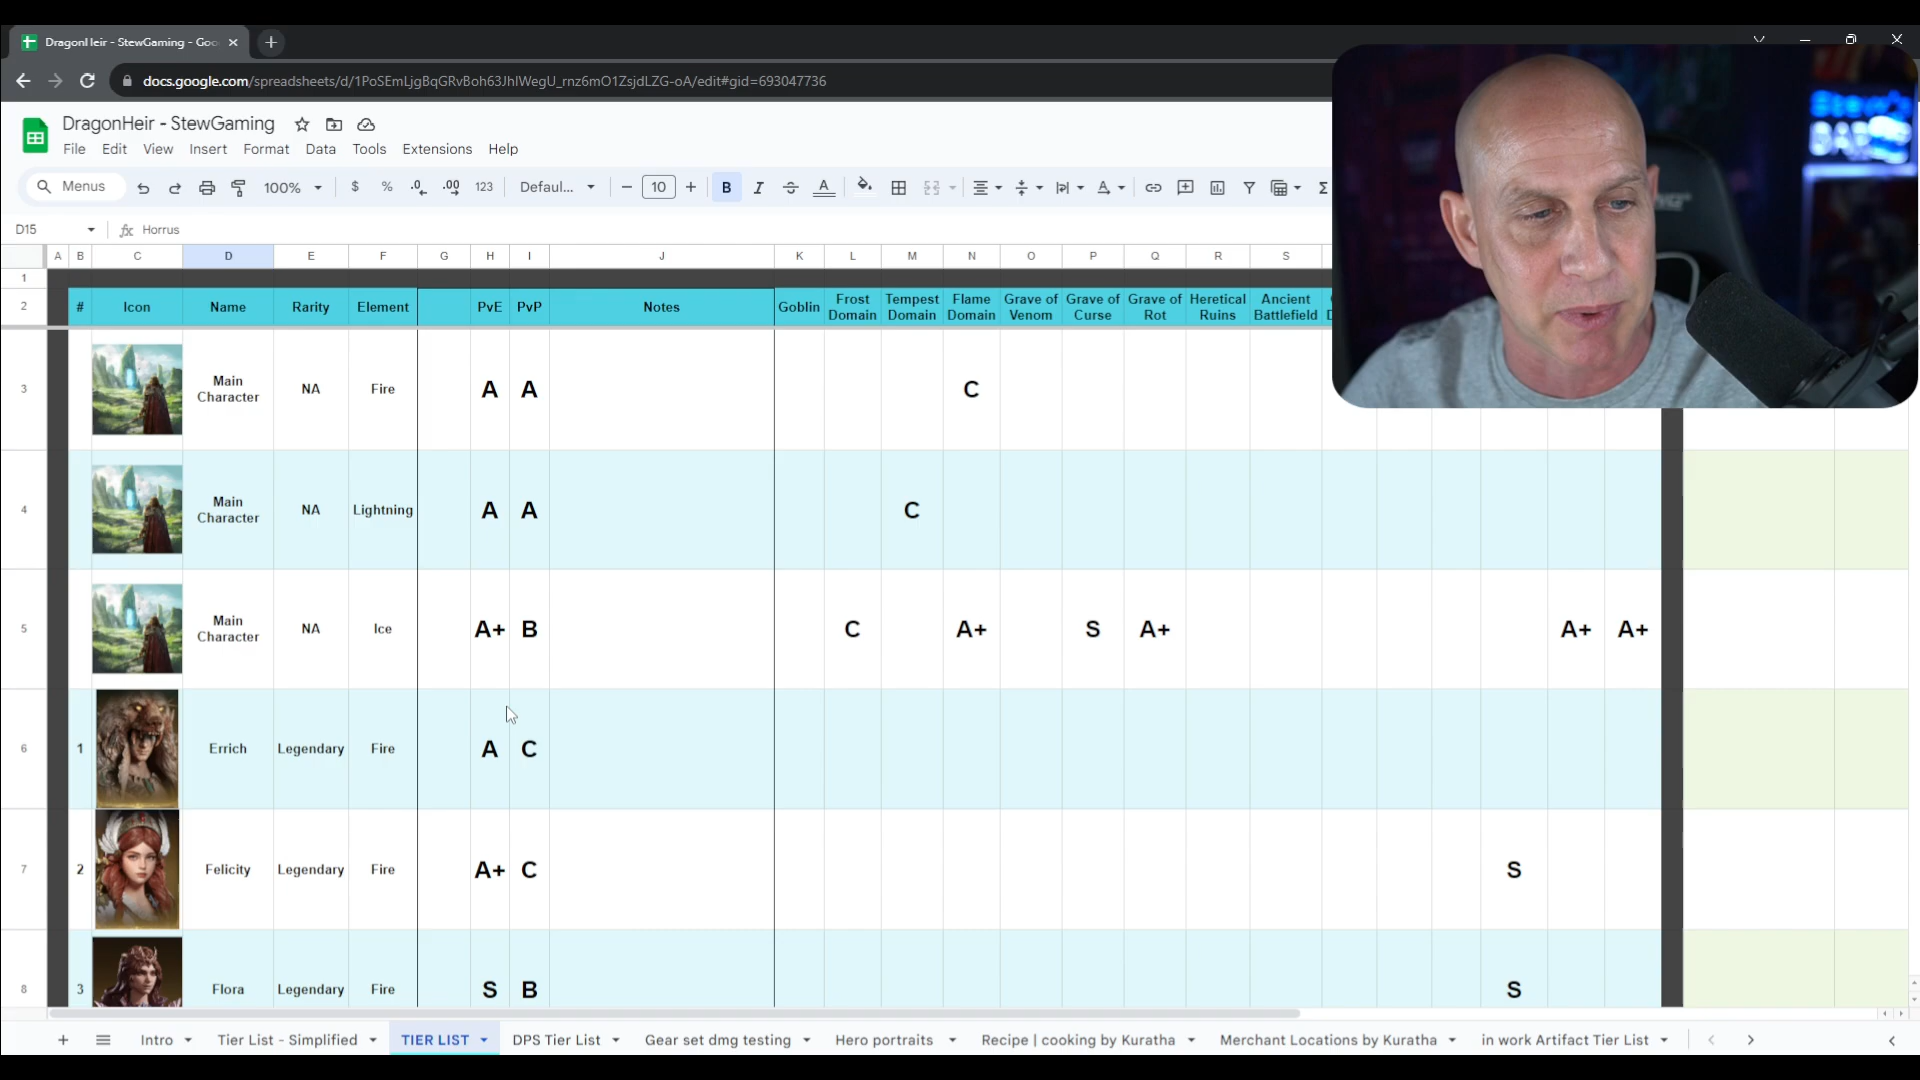 DragonHeir - StewGaming - Goo
docs.google.com/spreadsheets/d/1PoSEmLjgBqGRvBoh63JhlWegU_rnz6mO1ZsjdLZG-oA/edit#gid=693047736
DragonHeir - StewGaming
File Edit View Insert Format Data Tools Extensions Help
Menus 100% $ % .0 .00 123 Defaul... 10 B I A Σ
D15 fx Horrus
A B C D E F G H I J K L M N O P Q R S
1
2 # Icon Name Rarity Element PvE PvP Notes Goblin Frost Domain Tempest Domain Flame Domain Grave of Venom Grave of Curse Grave of Rot Heretical Ruins Ancient Battlefield
3 Main Character NA Fire A A C
4 Main Character NA Lightning A A C
5 Main Character NA Ice A+ B C A+ S A+ A+ A+
6 1 Errich Legendary Fire A C
7 2 Felicity Legendary Fire A+ C S
8 3 Flora Legendary Fire S B S
Intro Tier List - Simplified TIER LIST DPS Tier List Gear set dmg testing Hero portraits Recipe | cooking by Kuratha Merchant Locations by Kuratha in work Artifact Tier List